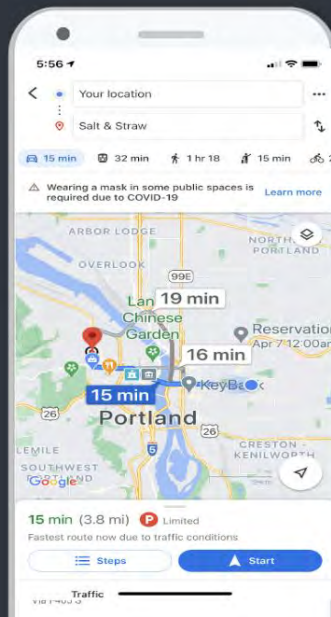 5:56
Your location
Salt & Straw
15 min 32 min 1 hr 18 15 min
Wearing a mask in some public spaces is
required due to COVID-19
Learn more
ARBOR LODGE
NORTH
PORTLAND
OVERLOOK
99E
Lan
19 min
Chinese
Garden
Reservation
Apr 7 12:00am
16 min
KeyBa
15 min
Portland
26
26
5
LEMILE
CRESTON -
KENILWORTH
SOUTHWEST
Google
15 min (3.8 mi) P Limited
Fastest route now due to traffic conditions
Steps
Start
Traffic